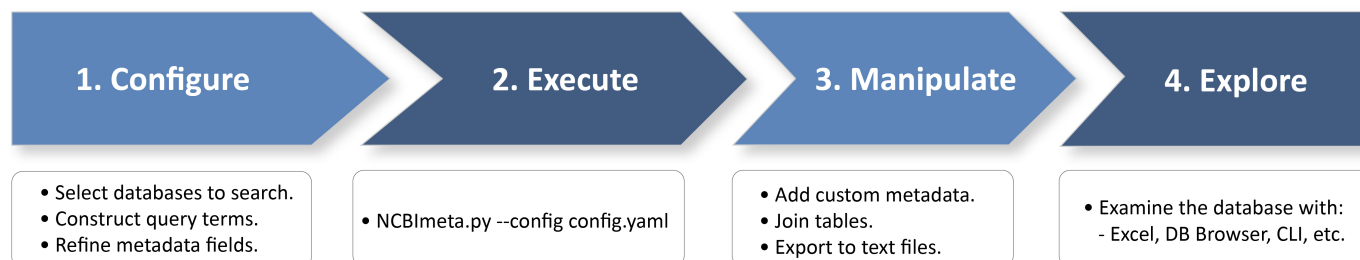 1. Configure
2. Execute
3. Manipulate
4. Explore
• Select databases to search.
• Construct query terms.
• Refine metadata fields.
• NCBImeta.py --config config.yaml
• Add custom metadata.
• Join tables.
• Export to text files.
• Examine the database with:
- Excel, DB Browser, CLI, etc.